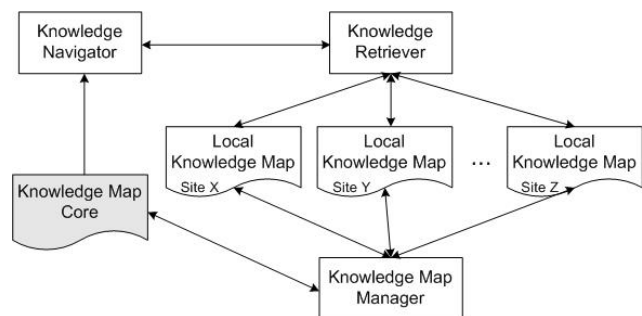 Knowledge
Navigator
Knowledge
Retriever
Local
Knowledge Map
Site X
Local
Knowledge Map
Site Y
...
Local
Knowledge Map
Site Z
Knowledge Map
Core
Knowledge Map
Manager